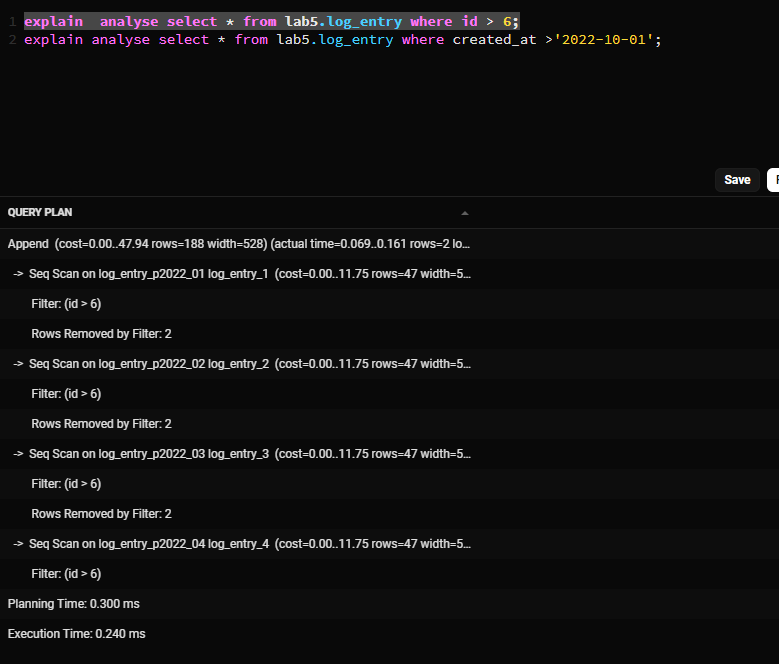 1 explain  analyse select * from lab5.log_entry where id > 6;
2 explain analyse select * from lab5.log_entry where created_at >'2022-10-01';
Save
QUERY PLAN
Append  (cost=0.00..47.94 rows=188 width=528) (actual time=0.069..0.161 rows=2 lo...
->  Seq Scan on log_entry_p2022_01 log_entry_1  (cost=0.00..11.75 rows=47 width=5...
Filter: (id > 6)
Rows Removed by Filter: 2
->  Seq Scan on log_entry_p2022_02 log_entry_2  (cost=0.00..11.75 rows=47 width=5...
Filter: (id > 6)
Rows Removed by Filter: 2
->  Seq Scan on log_entry_p2022_03 log_entry_3  (cost=0.00..11.75 rows=47 width=5...
Filter: (id > 6)
Rows Removed by Filter: 2
->  Seq Scan on log_entry_p2022_04 log_entry_4  (cost=0.00..11.75 rows=47 width=5...
Filter: (id > 6)
Planning Time: 0.300 ms
Execution Time: 0.240 ms